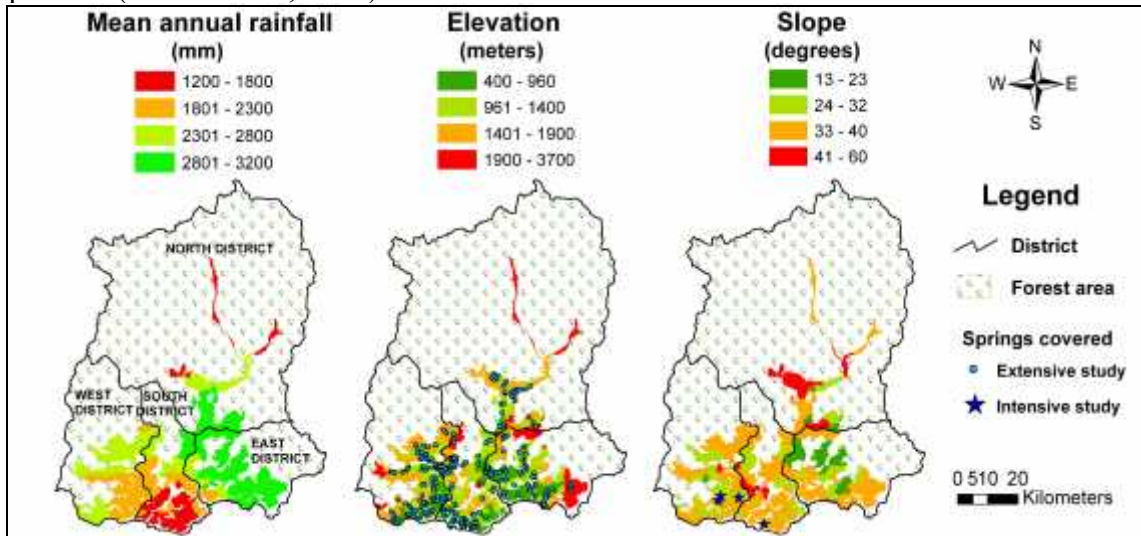 Mean annual rainfall
(mm)
1200 - 1800
1801 - 2300
2301 - 2800
2801 - 3200
Elevation
(meters)
400 - 960
961 - 1400
1401 - 1900
1900 - 3700
Slope
(degrees)
13 - 23
24 - 32
33 - 40
41 - 60
N
W E
S
NORTH DISTRICT
WEST
DISTRICT
SOUTH
DISTRICT
EAST
DISTRICT
Legend
District
Forest area
Springs covered
Extensive study
Intensive study
0 510 20
Kilometers